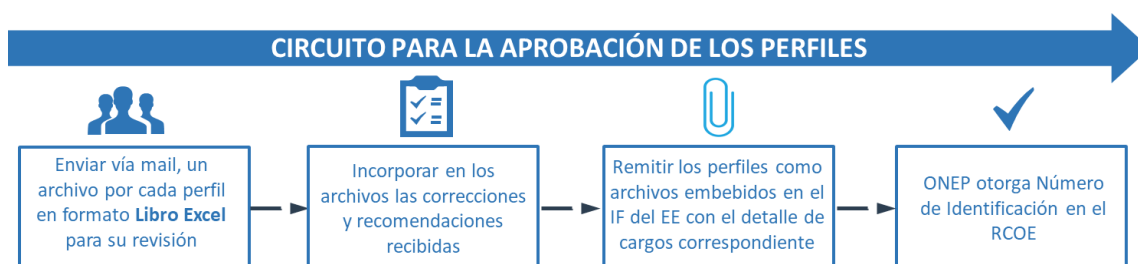 CIRCUITO PARA LA APROBACIÓN DE LOS PERFILES
Enviar vía mail, un
archivo por cada perfil
en formato Libro Excel
para su revisión
Incorporar en los
archivos las correcciones
y recomendaciones
recibidas
Remitir los perfiles como
archivos embebidos en el
IF del EE con el detalle de
cargos correspondiente
ONEP otorga Número
de Identificación en el
RCOE